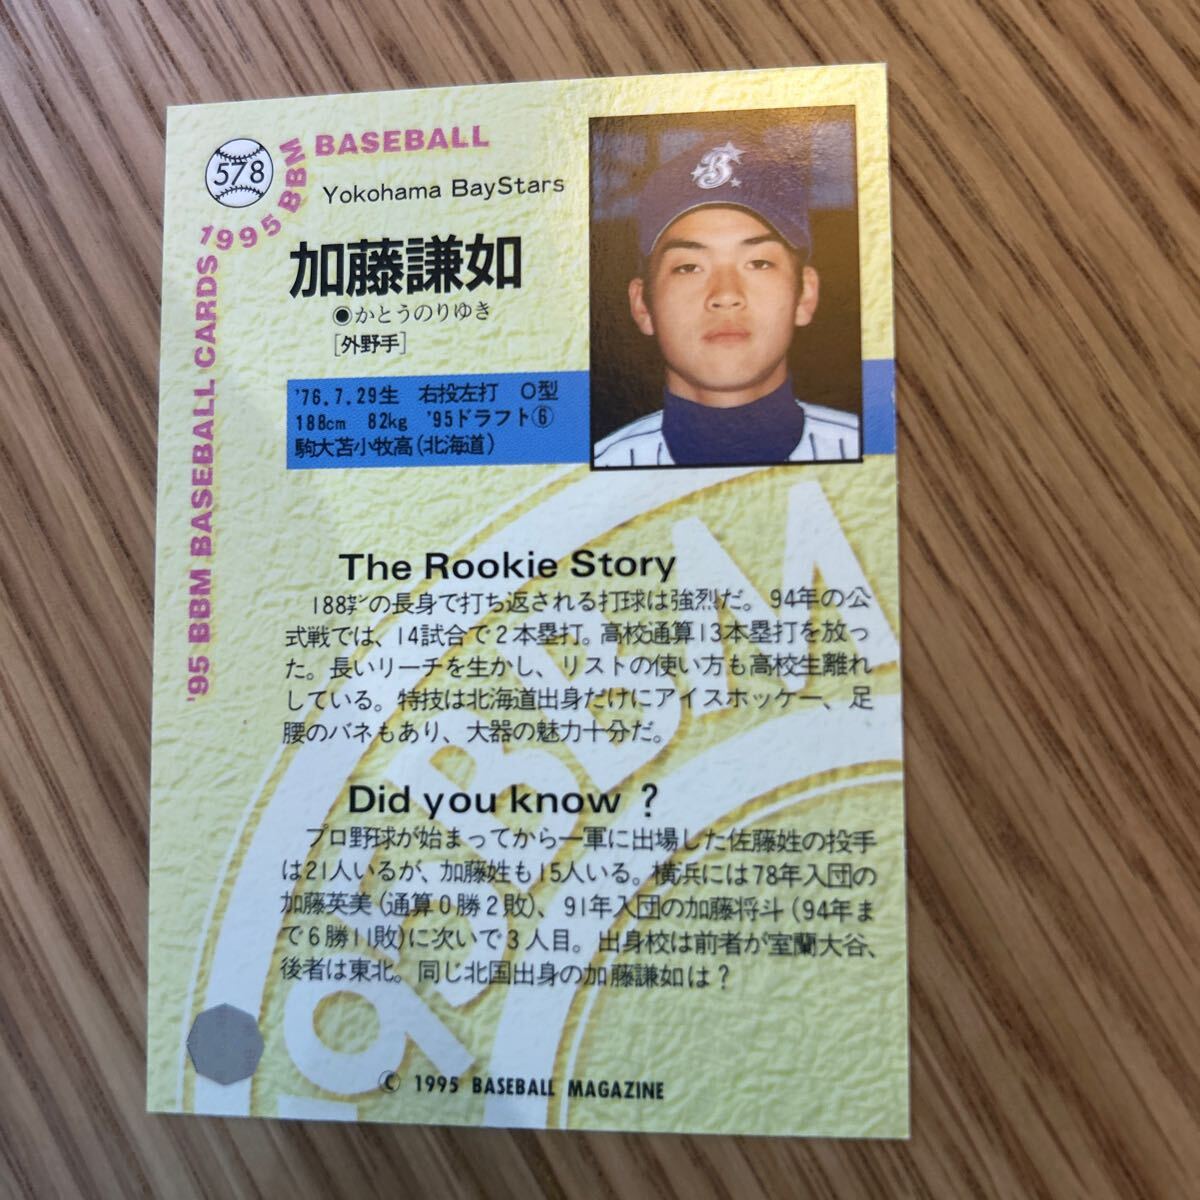 578
'95 BBM BASEBALL CARDS 1995 BBM BASEBALL
Yokohama BayStars
加藤謙如
◉かとうのりゆき
[外野手]
B
'76.7.29生 右投左打 O型
188cm 82kg '95ドラフト⑥
駒大苫小牧高(北海道)
The Rookie Story
188㌢の長身で打ち返される打球は強烈だ。94年の公
式戦では、14試合で2本塁打。高校通算13本塁打を放っ
た。長いリーチを生かし、リストの使い方も高校生離れ
している。特技は北海道出身だけにアイスホッケー、足
腰のバネもあり、大器の魅力十分だ。
Did you know ?
プロ野球が始まってから一軍に出場した佐藤姓の投手
は21人いるが、加藤姓も15人いる。横浜には78年入団の
加藤英美(通算0勝2敗)、91年入団の加藤将斗(94年ま
で6勝11敗)に次いで3人目。出身校は前者が室蘭大谷、
後者は東北。同じ北国出身の加藤謙如は?
'95 BBM
© 1995 BASEBALL MAGAZINE